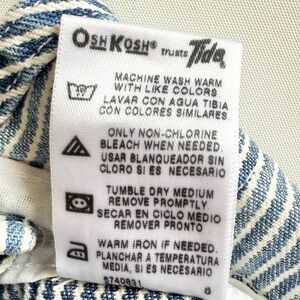 OSHKOSH® trusts Tide
MACHINE WASH WARM
WITH LIKE COLORS
LAVAR CON AGUA TIBIA
CON COLORES SIMILARES
ONLY NON-CHLORINE
BLEACH WHEN NEEDED.
USAR BLANQUEADOR SIN
CLORO SI ES NECESARIO
TUMBLE DRY MEDIUM
REMOVE PROMPTLY
SECAR EN CICLO MEDIO
REMOVER PRONTO
WARM IRON IF NEEDED.
PLANCHAR A TEMPERATURA
MEDIA, SI ES NECESARIO
5740831